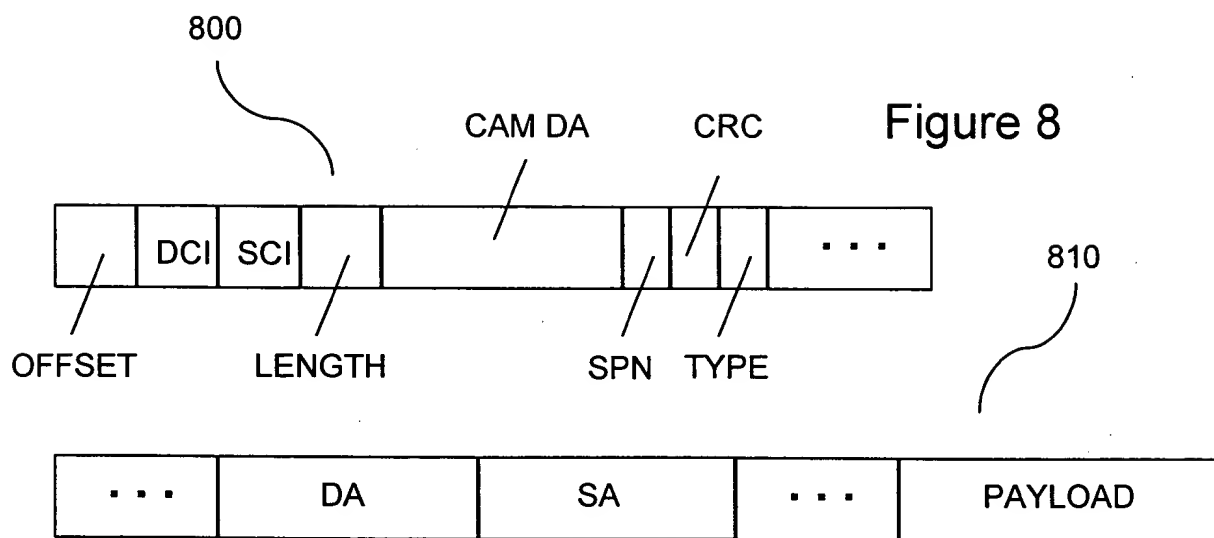 800
CAM DA
CRC
Figure 8
DCI
SCI
...
810
OFFSET
LENGTH
SPN
TYPE
...
DA
SA
...
PAYLOAD